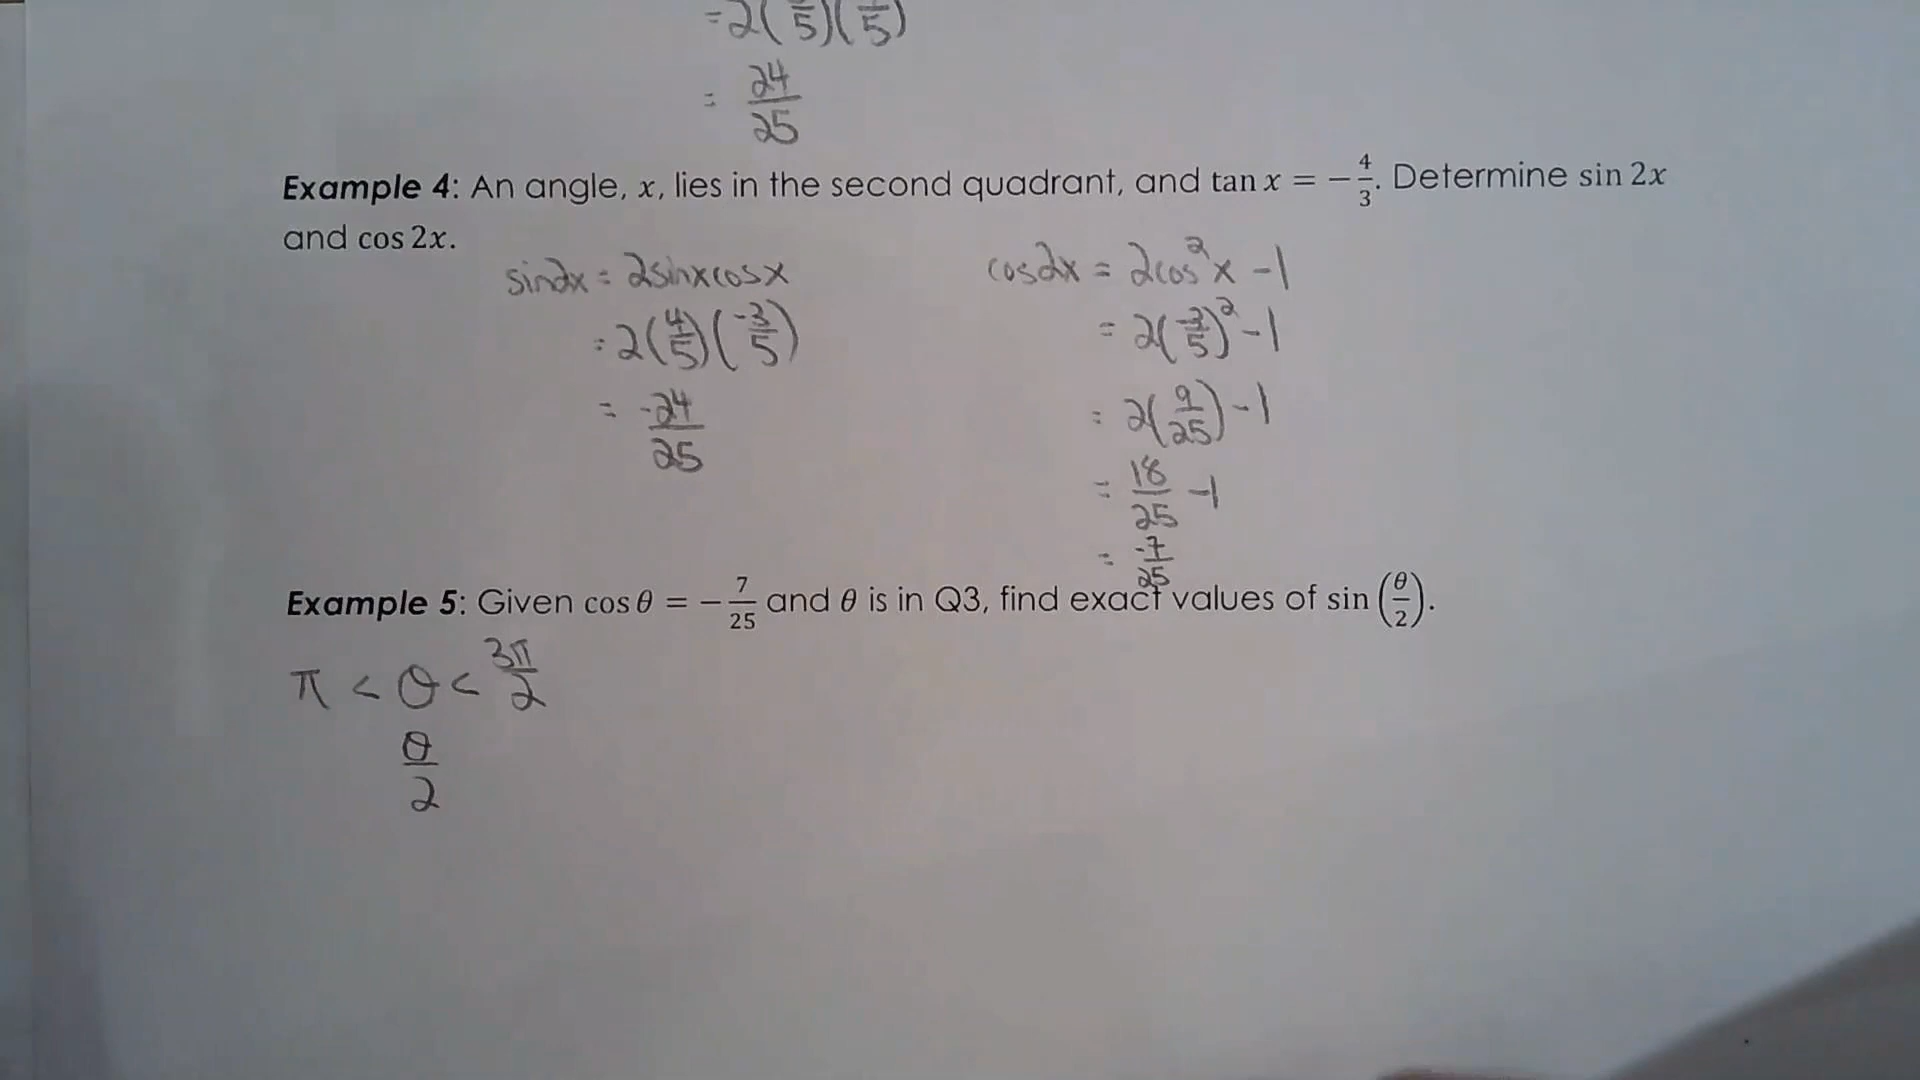 =2(/5)(/5)
= 24/25
Example 4: An angle, x, lies in the second quadrant, and tan x = −4/3. Determine sin 2x
and cos 2x.
sin2x = 2sinxcosx
= 2(4/5)(-3/5)
= -24/25
cos2x = 2cos²x - 1
= 2(-3/5)² - 1
= 2(9/25) - 1
= 18/25 - 1
= -7/25
Example 5: Given cos θ = −7/25 and θ is in Q3, find exact values of sin (θ/2).
π < θ < 3π/2
θ/2